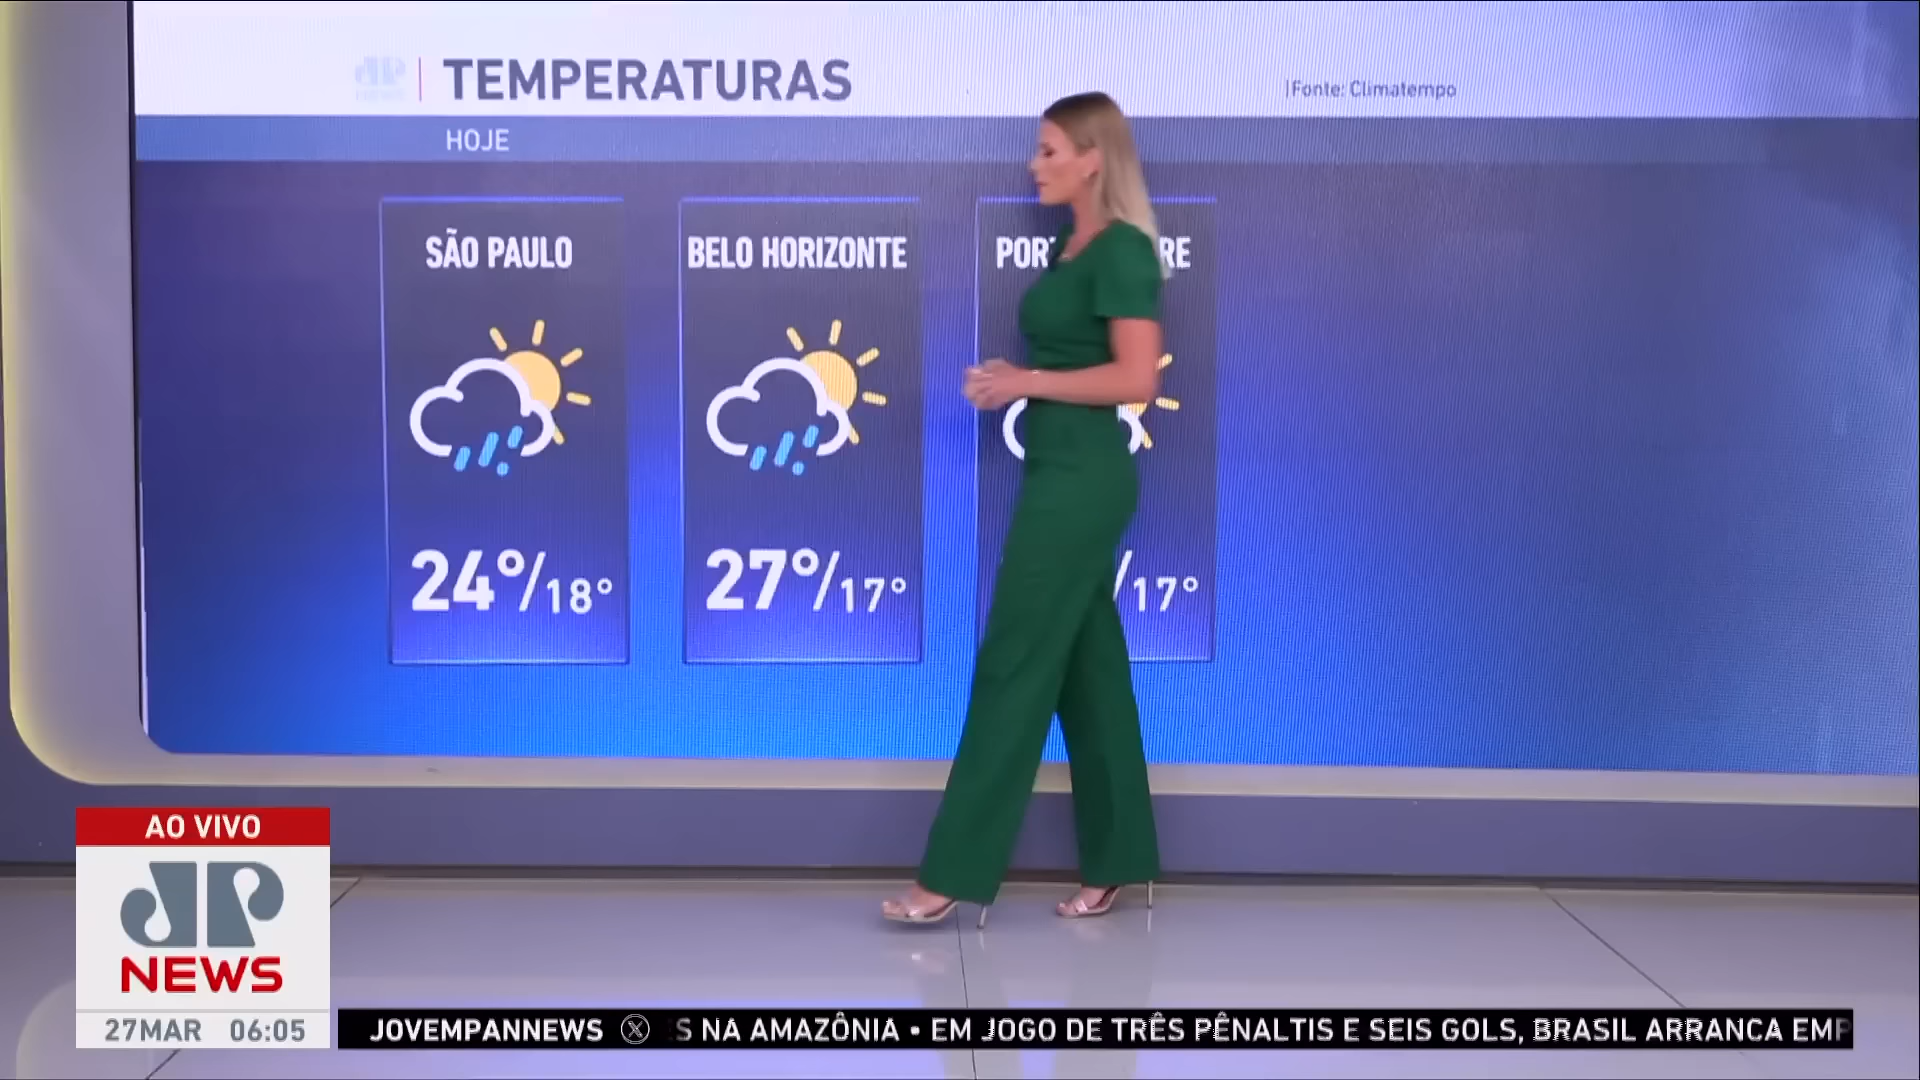 TEMPERATURAS
|Fonte: Climatempo
HOJE
SÃO PAULO
BELO HORIZONTE
24°/18°
27°/17°
/17°
AO VIVO
JP
NEWS
27MAR 06:05
JOVEMPANNEWS
NA AMAZÔNIA • EM JOGO DE TRÊS PÊNALTIS E SEIS GOLS, BRASIL ARRANCA